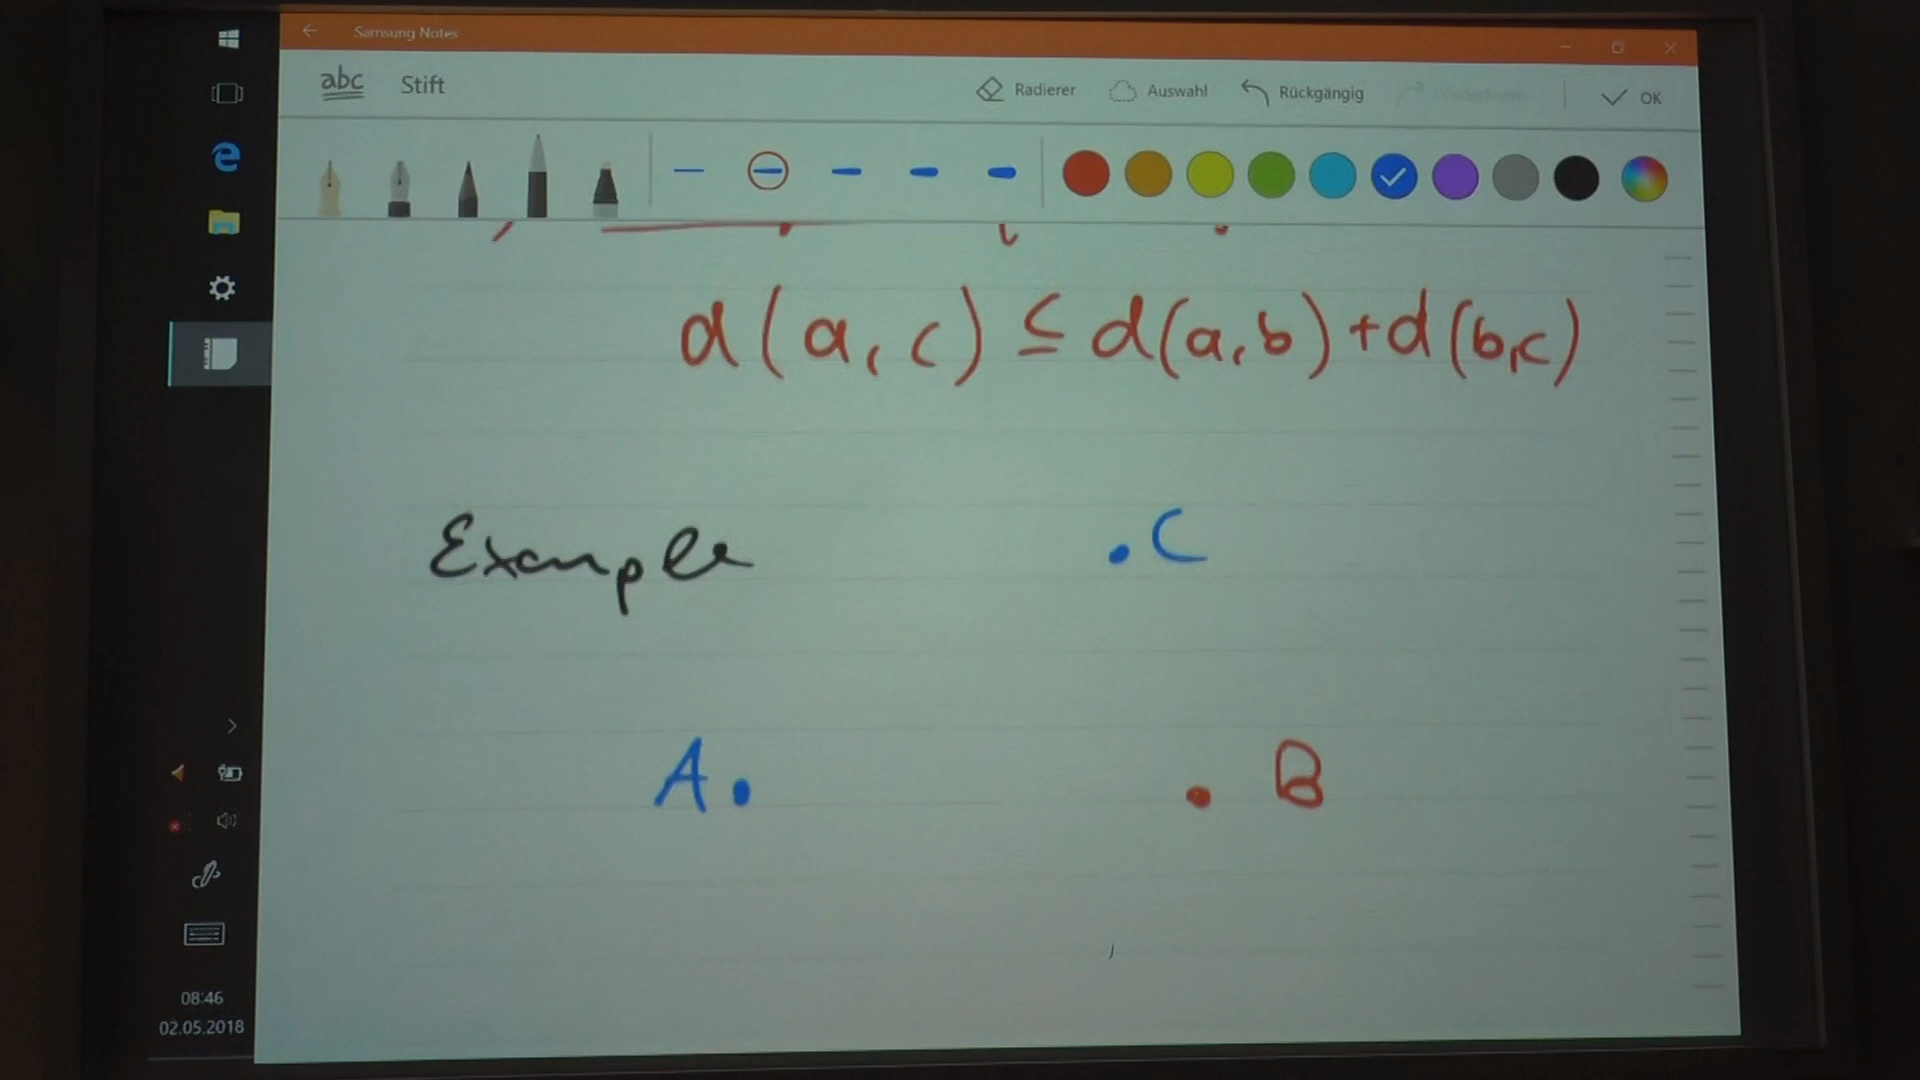 Samsung Notes
abc Stift Radierer Auswahl Rückgängig OK
d(a,c) ≤ d(a,b)+d(b,c)
Example
. C
A .
. B
08:46
02.05.2018